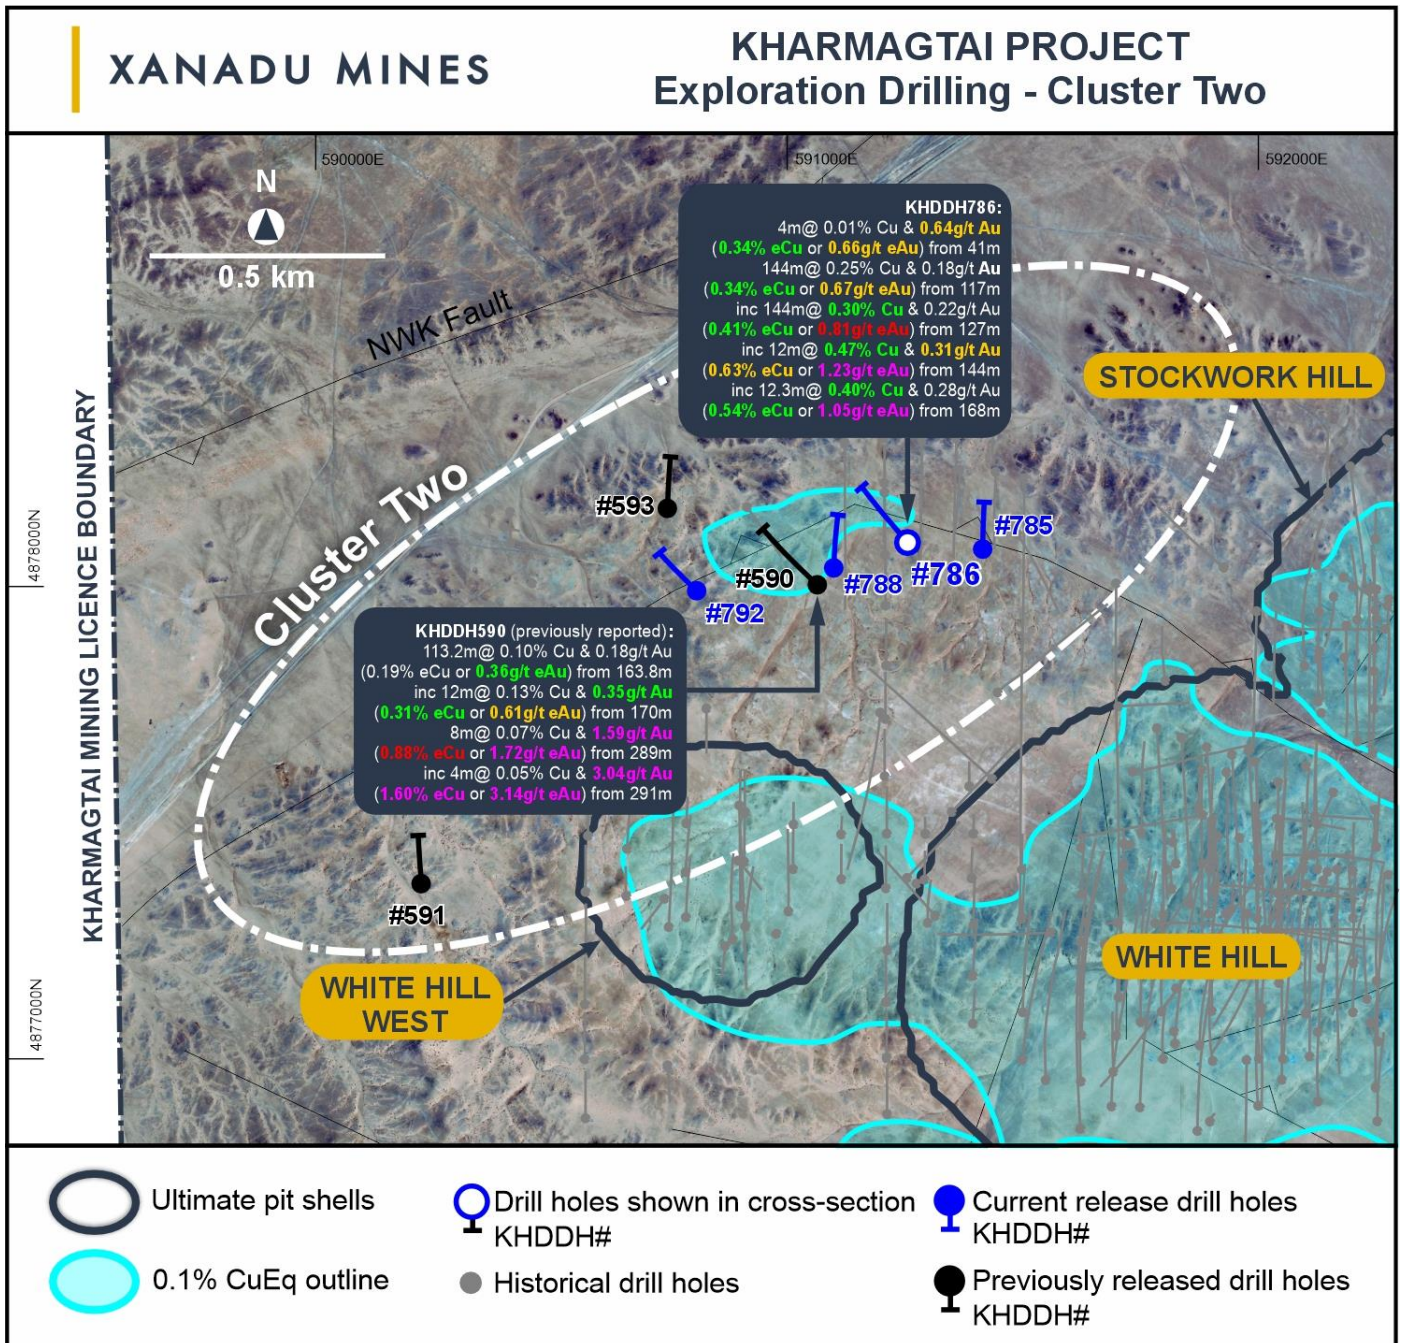 XANADU MINES
KHARMAGTAI PROJECT
Exploration Drilling - Cluster Two
590000E
591000E
592000E
N
0.5 km
NWK Fault
KHDDH786:
4m@ 0.01% Cu & 0.64g/t Au
(0.34% eCu or 0.66g/t eAu) from 41m
144m@ 0.25% Cu & 0.18g/t Au
(0.34% eCu or 0.67g/t eAu) from 117m
inc 144m@ 0.30% Cu & 0.22g/t Au
(0.41% eCu or 0.81g/t eAu) from 127m
inc 12m@ 0.47% Cu & 0.31g/t Au
(0.63% eCu or 1.23g/t eAu) from 144m
inc 12.3m@ 0.40% Cu & 0.28g/t Au
(0.54% eCu or 1.05g/t eAu) from 168m
STOCKWORK HILL
KHARMAGTAI MINING LICENCE BOUNDARY
Cluster Two
4878000N
#593
#785
#590
#788
#786
#792
KHDDH590 (previously reported):
113.2m@ 0.10% Cu & 0.18g/t Au
(0.19% eCu or 0.36g/t eAu) from 163.8m
inc 12m@ 0.13% Cu & 0.35g/t Au
(0.31% eCu or 0.61g/t eAu) from 170m
8m@ 0.07% Cu & 1.59g/t Au
(0.88% eCu or 1.72g/t eAu) from 289m
inc 4m@ 0.05% Cu & 3.04g/t Au
(1.60% eCu or 3.14g/t eAu) from 291m
#591
WHITE HILL
WEST
WHITE HILL
4877000N
Ultimate pit shells
0.1% CuEq outline
Drill holes shown in cross-section
KHDDH#
Historical drill holes
Current release drill holes
KHDDH#
Previously released drill holes
KHDDH#